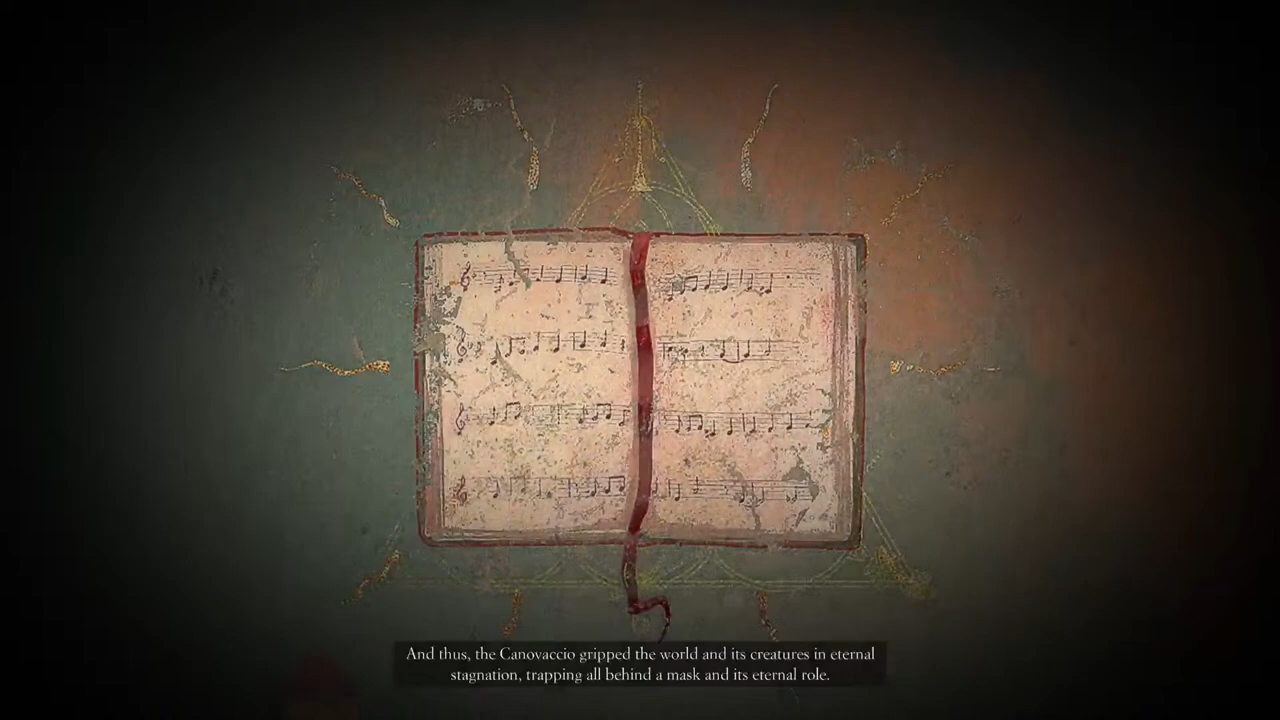 And thus, the Canovaccio gripped the world and its creatures in eternal
stagnation, trapping all behind a mask and its eternal role.